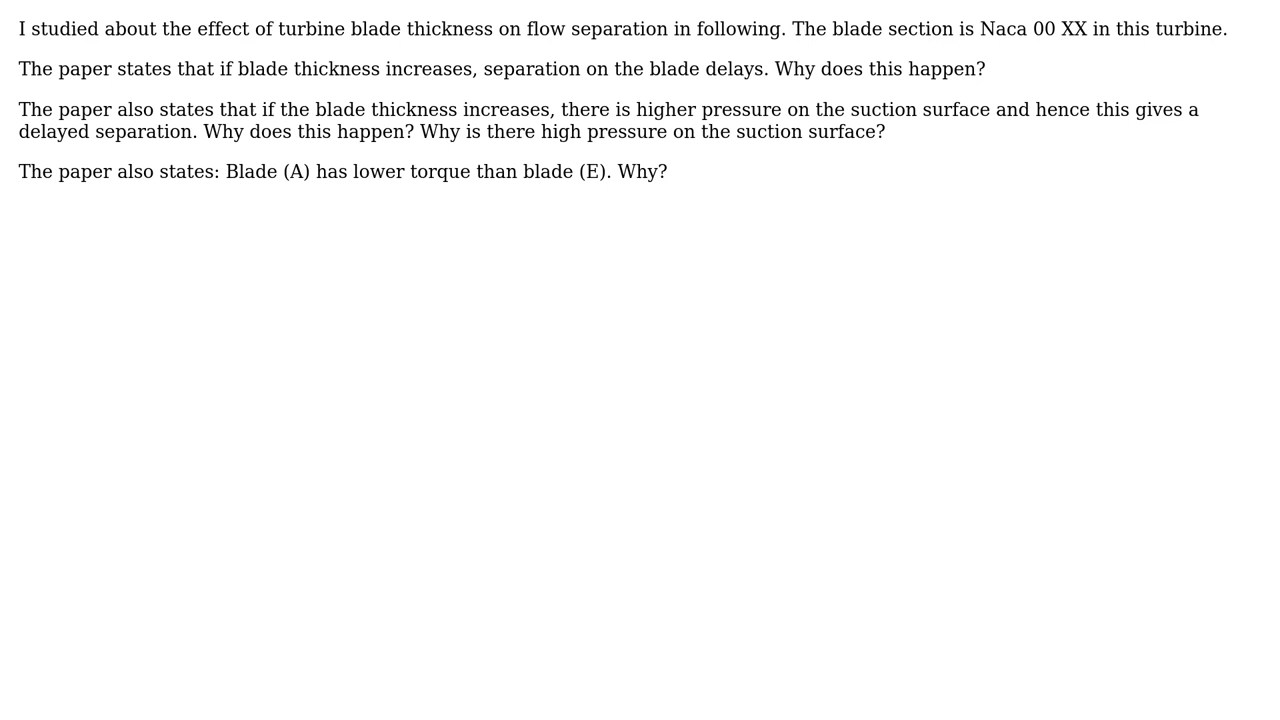 I studied about the effect of turbine blade thickness on flow separation in following. The blade section is Naca 00 XX in this turbine.
The paper states that if blade thickness increases, separation on the blade delays. Why does this happen?
The paper also states that if the blade thickness increases, there is higher pressure on the suction surface and hence this gives a
delayed separation. Why does this happen? Why is there high pressure on the suction surface?
The paper also states: Blade (A) has lower torque than blade (E). Why?